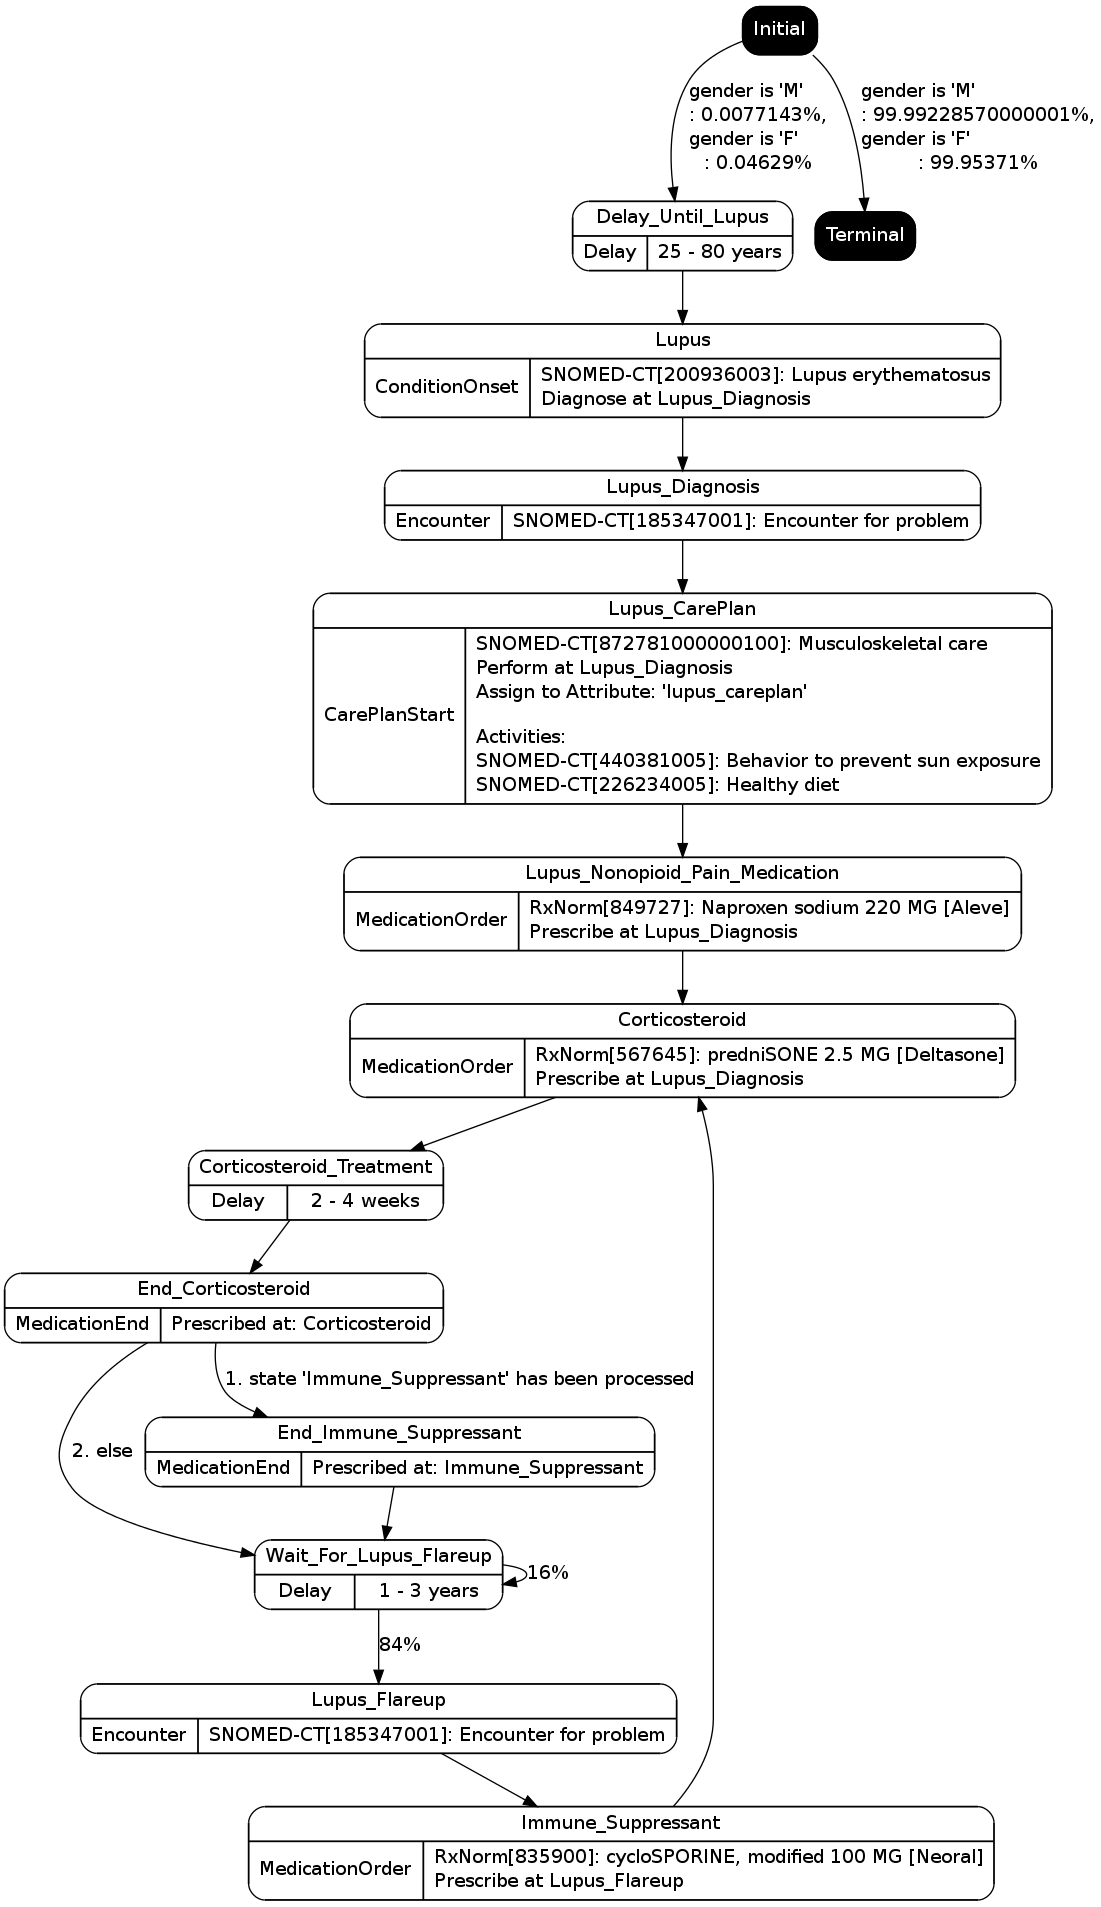 Initial
gender is 'M'
: 0.0077143%,
gender is 'F'
: 0.04629%
gender is 'M'
: 99.99228570000001%,
gender is 'F'
: 99.95371%
Delay_Until_Lupus
Delay
25 - 80 years
Terminal
Lupus
ConditionOnset
SNOMED-CT[200936003]: Lupus erythematosus
Diagnose at Lupus_Diagnosis
Lupus_Diagnosis
Encounter
SNOMED-CT[185347001]: Encounter for problem
Lupus_CarePlan
CarePlanStart
SNOMED-CT[872781000000100]: Musculoskeletal care
Perform at Lupus_Diagnosis
Assign to Attribute: 'lupus_careplan'
Activities:
SNOMED-CT[440381005]: Behavior to prevent sun exposure
SNOMED-CT[226234005]: Healthy diet
Lupus_Nonopioid_Pain_Medication
MedicationOrder
RxNorm[849727]: Naproxen sodium 220 MG [Aleve]
Prescribe at Lupus_Diagnosis
Corticosteroid
MedicationOrder
RxNorm[567645]: predniSONE 2.5 MG [Deltasone]
Prescribe at Lupus_Diagnosis
Corticosteroid_Treatment
Delay
2 - 4 weeks
End_Corticosteroid
MedicationEnd
Prescribed at: Corticosteroid
1. state 'Immune_Suppressant' has been processed
2. else
End_Immune_Suppressant
MedicationEnd
Prescribed at: Immune_Suppressant
Wait_For_Lupus_Flareup
Delay
1 - 3 years
16%
84%
Lupus_Flareup
Encounter
SNOMED-CT[185347001]: Encounter for problem
Immune_Suppressant
MedicationOrder
RxNorm[835900]: cycloSPORINE, modified 100 MG [Neoral]
Prescribe at Lupus_Flareup